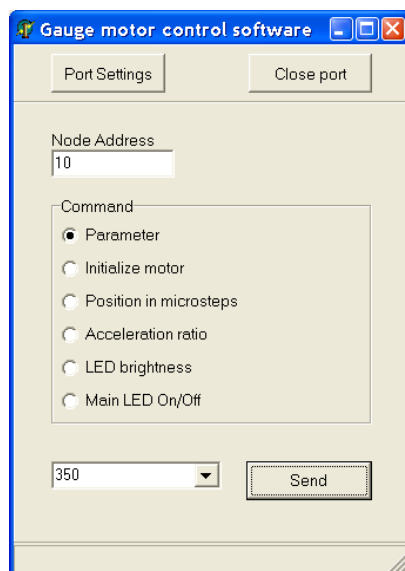 Gauge motor control software
Port Settings Close port
Node Address
10
Command
Parameter
Initialize motor
Position in microsteps
Acceleration ratio
LED brightness
Main LED On/Off
350 Send